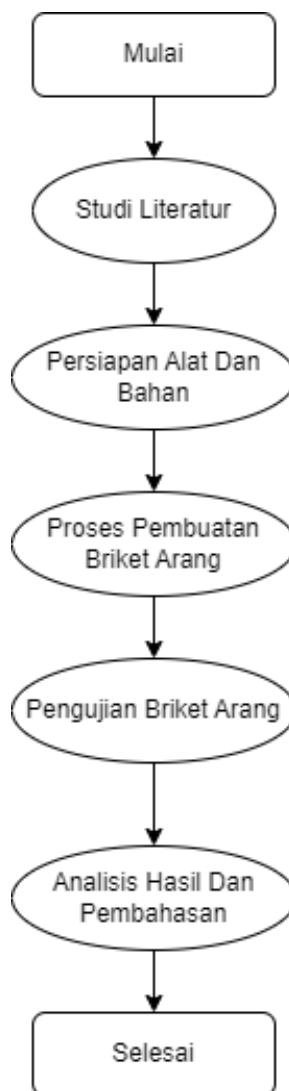 Mulai
Studi Literatur
Persiapan Alat Dan
Bahan
Proses Pembuatan
Briket Arang
Pengujian Briket Arang
Analisis Hasil Dan
Pembahasan
Selesai